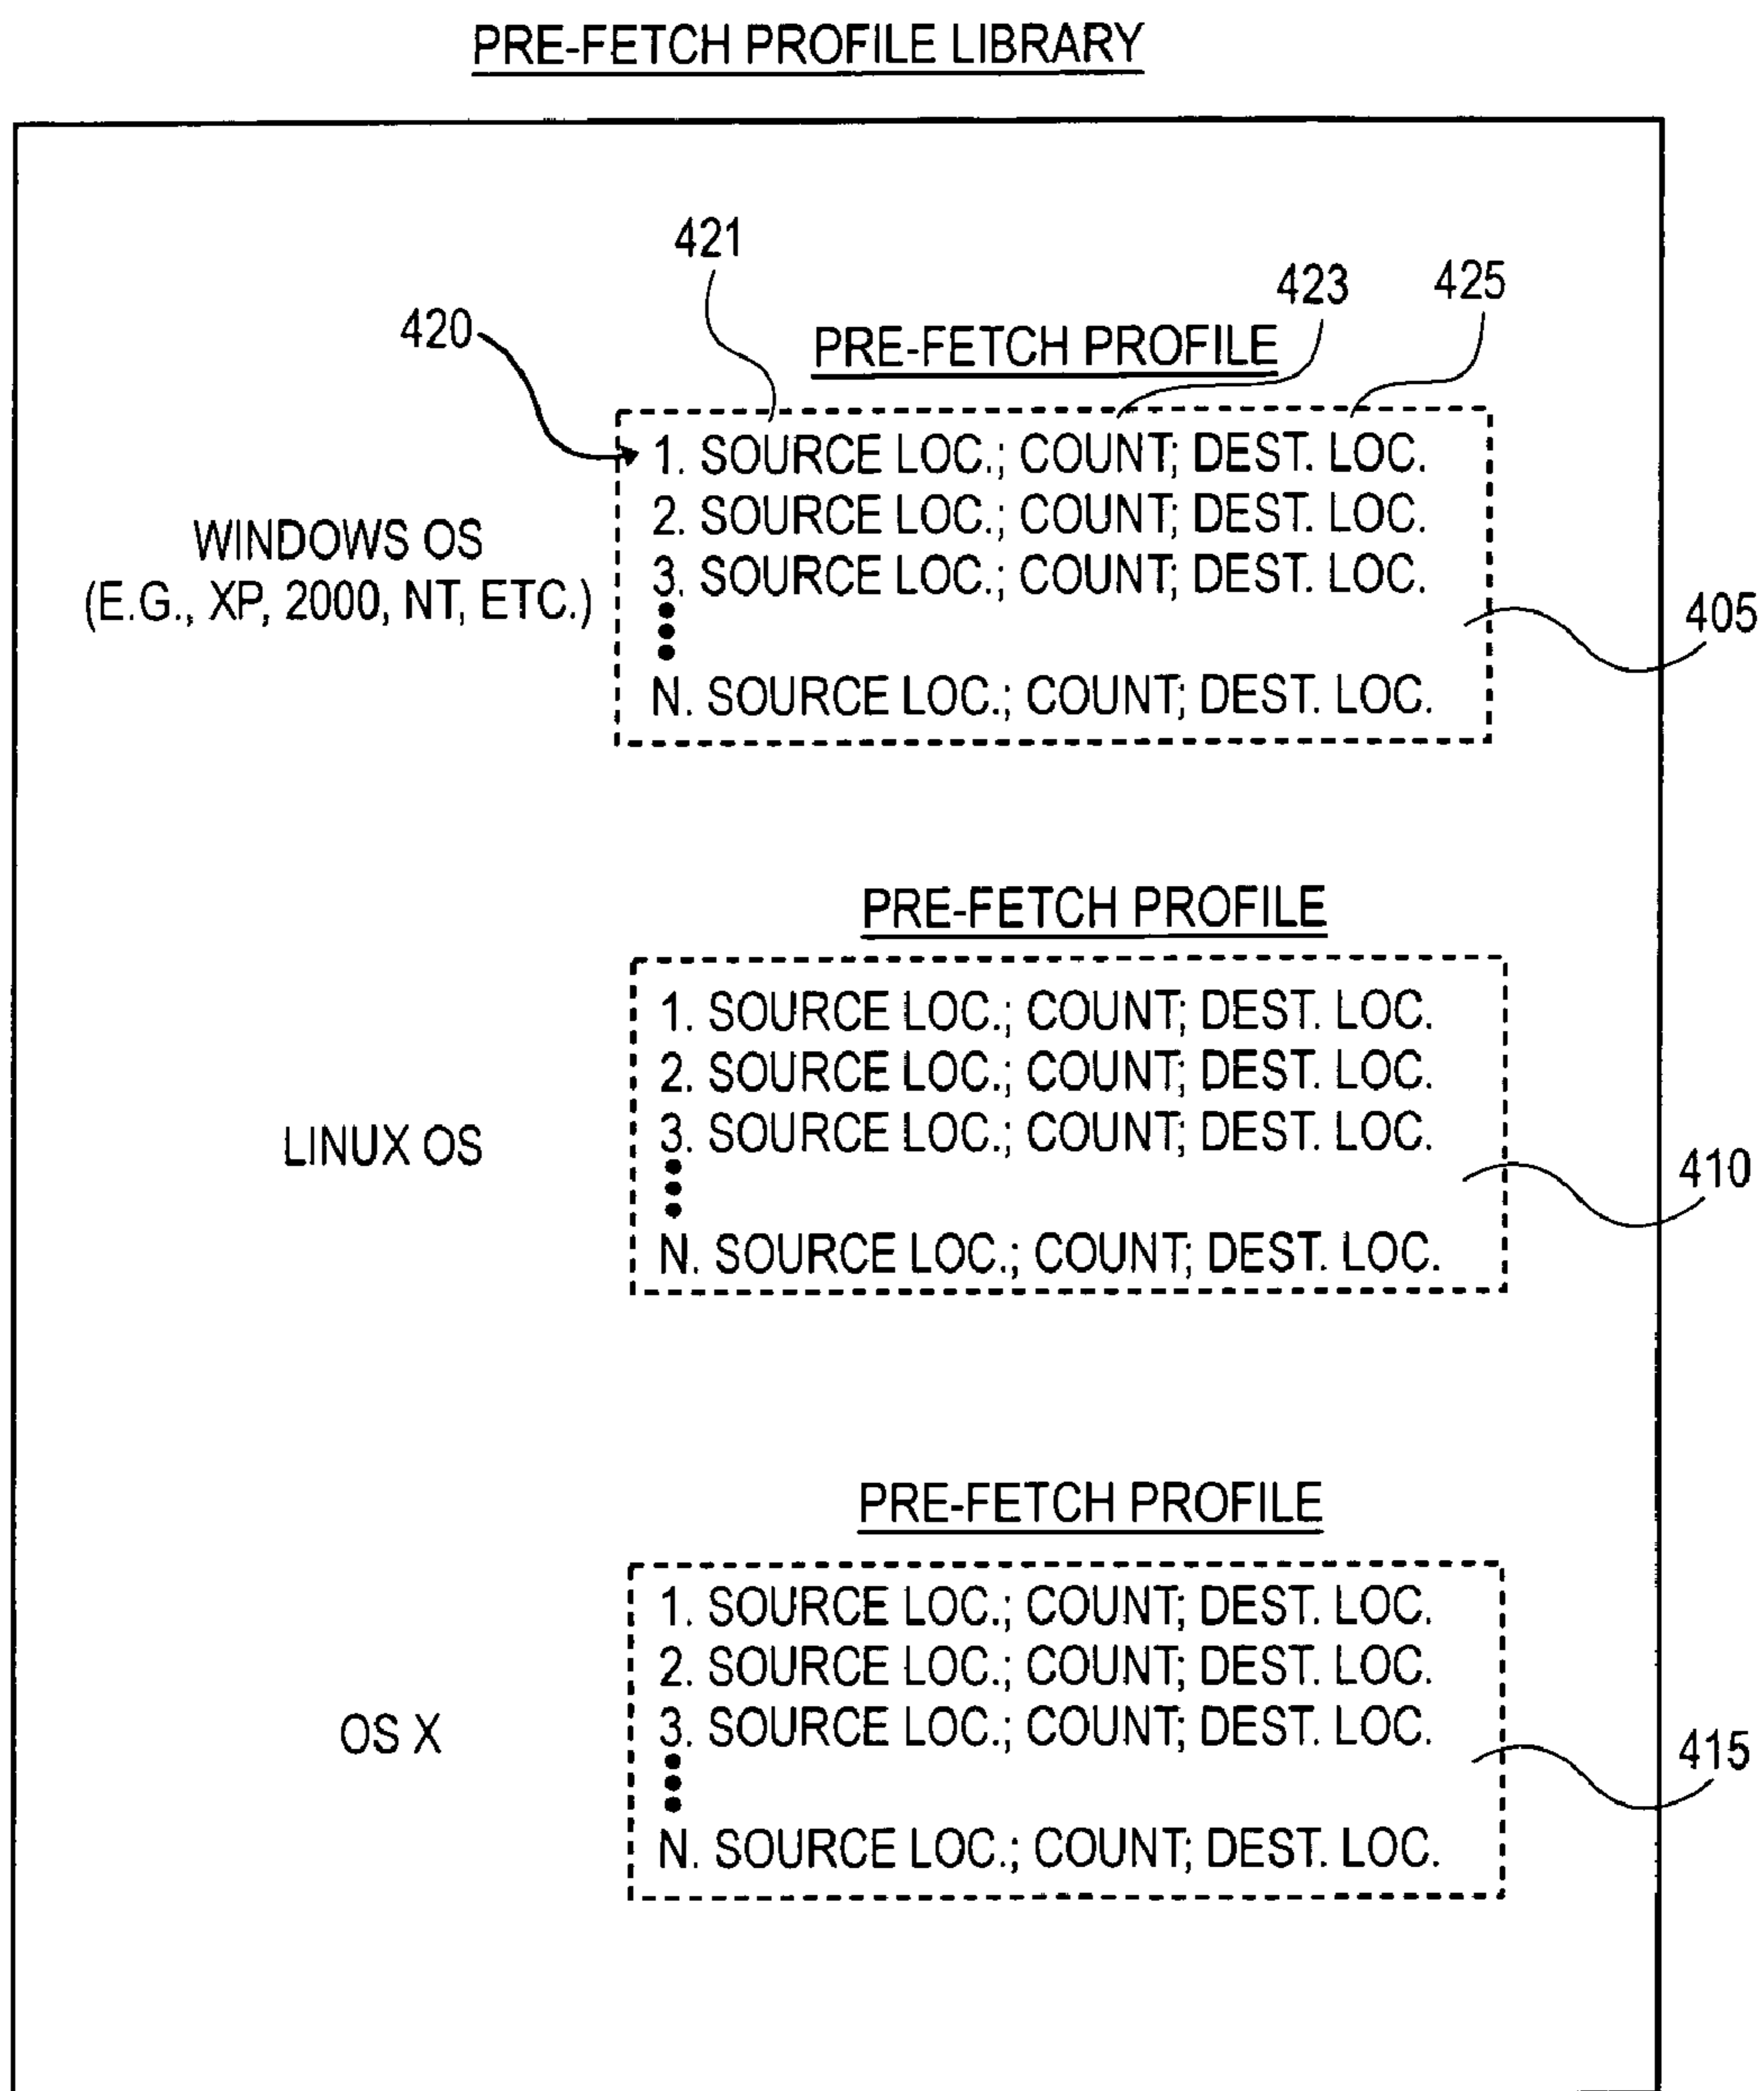 PRE-FETCH PROFILE LIBRARY
421
423
425
420
PRE-FETCH PROFILE
1. SOURCE LOC.; COUNT; DEST. LOC.
2. SOURCE LOC.; COUNT; DEST. LOC.
WINDOWS OS
3. SOURCE LOC.; COUNT; DEST. LOC.
(E.G., XP, 2000, NT, ETC.)
405
N. SOURCE LOC.; COUNT; DEST. LOC.
PRE-FETCH PROFILE
1. SOURCE LOC.; COUNT; DEST. LOC.
2. SOURCE LOC.; COUNT; DEST. LOC.
3. SOURCE LOC.; COUNT; DEST. LOC.
LINUX OS
410
N. SOURCE LOC.; COUNT; DEST. LOC.
PRE-FETCH PROFILE
1. SOURCE LOC.; COUNT; DEST. LOC.
2. SOURCE LOC.; COUNT; DEST. LOC.
3. SOURCE LOC.; COUNT; DEST. LOC.
OS X
415
N. SOURCE LOC.; COUNT; DEST. LOC.